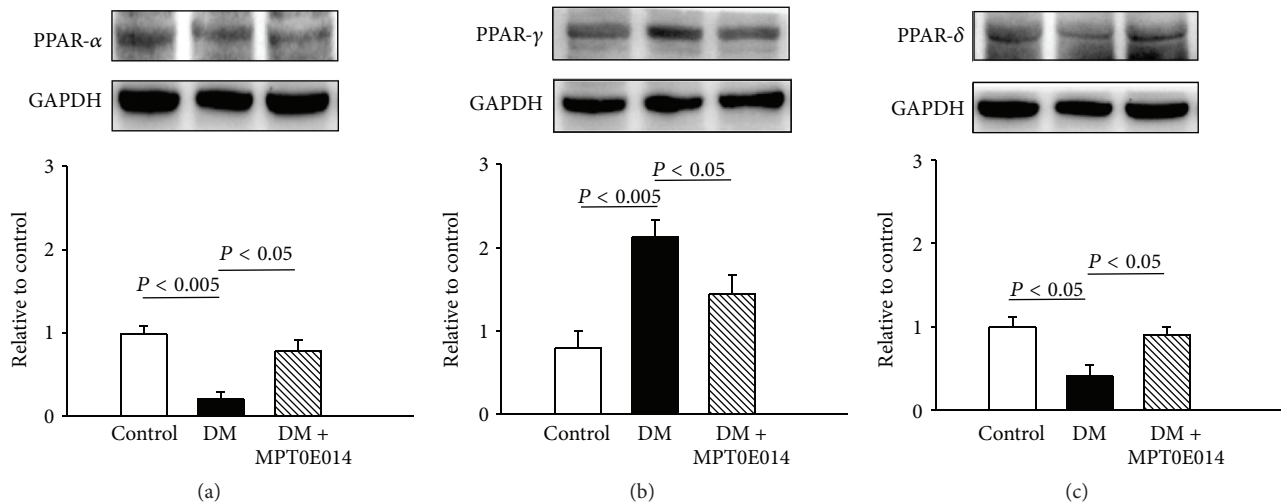 PPAR-α
GAPDH
3
2
1
0
Relative to control
P < 0.005
P < 0.05
Control
DM
DM +
MPT0E014
(a)
PPAR-γ
GAPDH
3
2
1
0
Relative to control
P < 0.005
P < 0.05
Control
DM
DM +
MPT0E014
(b)
PPAR-δ
GAPDH
3
2
1
0
Relative to control
P < 0.05
P < 0.05
Control
DM
DM +
MPT0E014
(c)